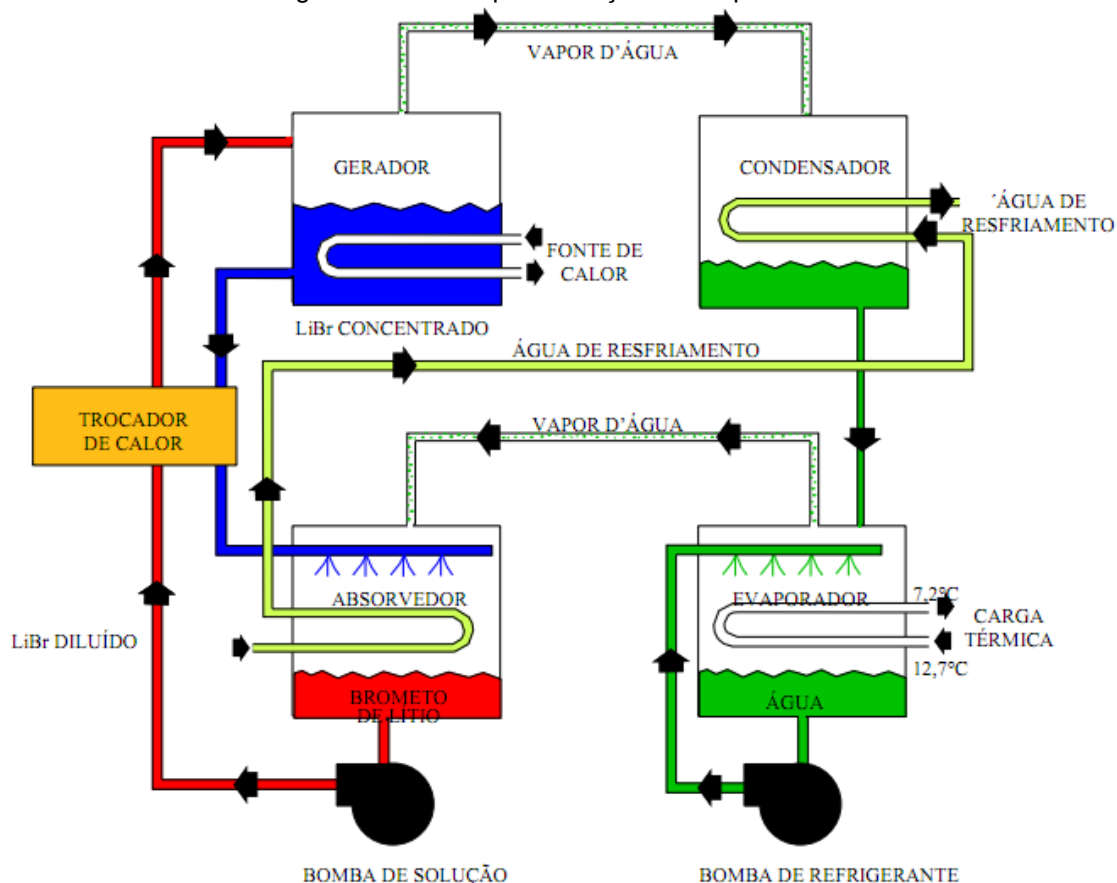 VAPOR D'ÁGUA
GERADOR
CONDENSADOR
´ÁGUA DE
RESFRIAMENTO
FONTE DE
CALOR
LiBr CONCENTRADO
ÁGUA DE RESFRIAMENTO
TROCADOR
DE CALOR
VAPOR D'ÁGUA
ABSORVEDOR
7,2°C
EVAPORADOR
CARGA
TÉRMICA
LiBr DILUÍDO
12,7°C
BROMETO
DE LÍTIO
ÁGUA
BOMBA DE SOLUÇÃO
BOMBA DE REFRIGERANTE